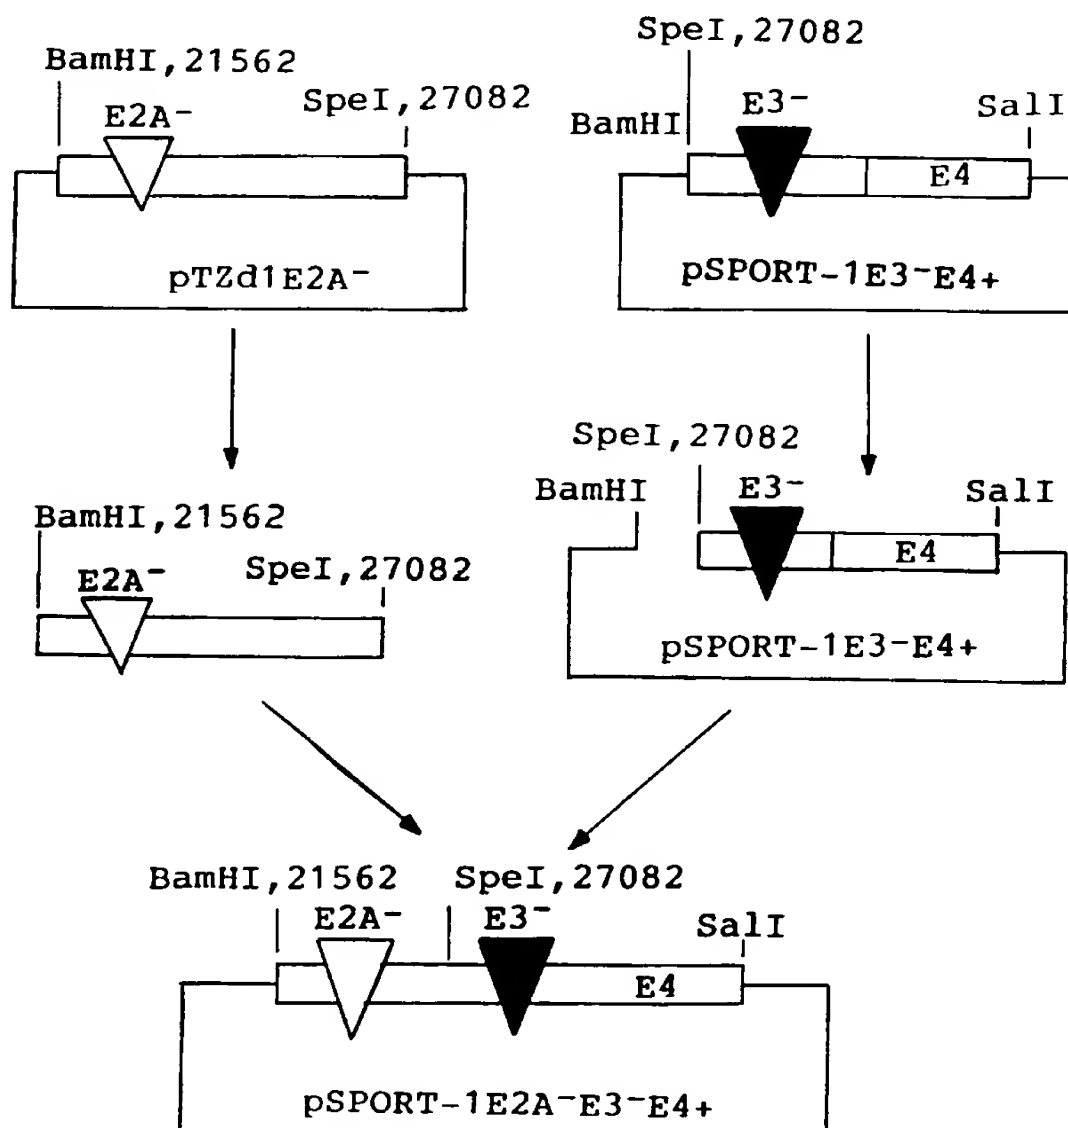 SpeI,27082
BamHI,21562
SpeI,27082
E2A⁻
E3⁻
SalI
BamHI
E4
pTZd1E2A⁻
pSPORT-1E3⁻E4+
SpeI,27082
BamHI
E3⁻
SalI
BamHI,21562
E2A⁻
SpeI,27082
E4
pSPORT-1E3⁻E4+
BamHI,21562
SpeI,27082
E2A⁻
E3⁻
SalI
E4
pSPORT-1E2A⁻E3⁻E4+